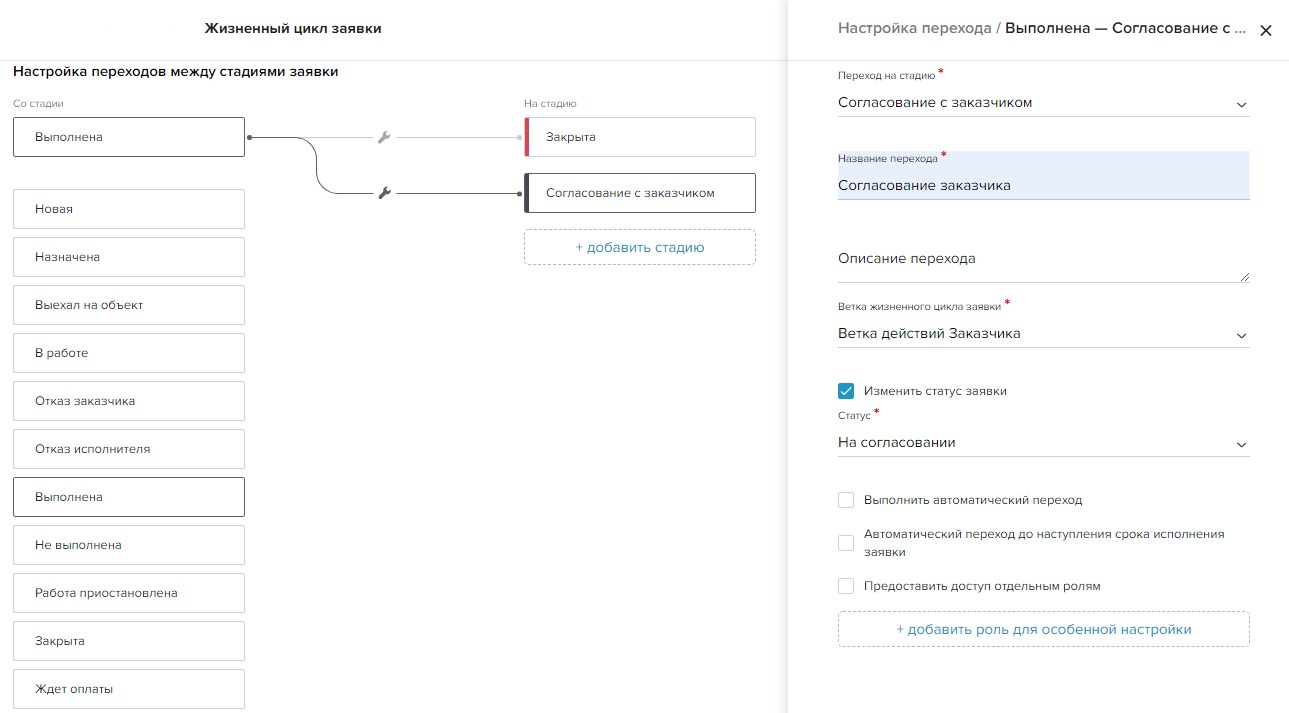 Жизненный цикл заявки
Настройка переходов между стадиями заявки
Со стадии
На стадию
Выполнена
Закрыта
Согласование с заказчиком
+ добавить стадию
Новая
Назначена
Выехал на объект
В работе
Отказ заказчика
Отказ исполнителя
Выполнена
Не выполнена
Работа приостановлена
Закрыта
Ждет оплаты
Настройка перехода / Выполнена — Согласование с ...
Переход на стадию *
Согласование с заказчиком
Название перехода *
Согласование заказчика
Описание перехода
Ветка жизненного цикла заявки *
Ветка действий Заказчика
Изменить статус заявки
Статус *
На согласовании
Выполнить автоматический переход
Автоматический переход до наступления срока исполнения
заявки
Предоставить доступ отдельным ролям
+ добавить роль для особенной настройки